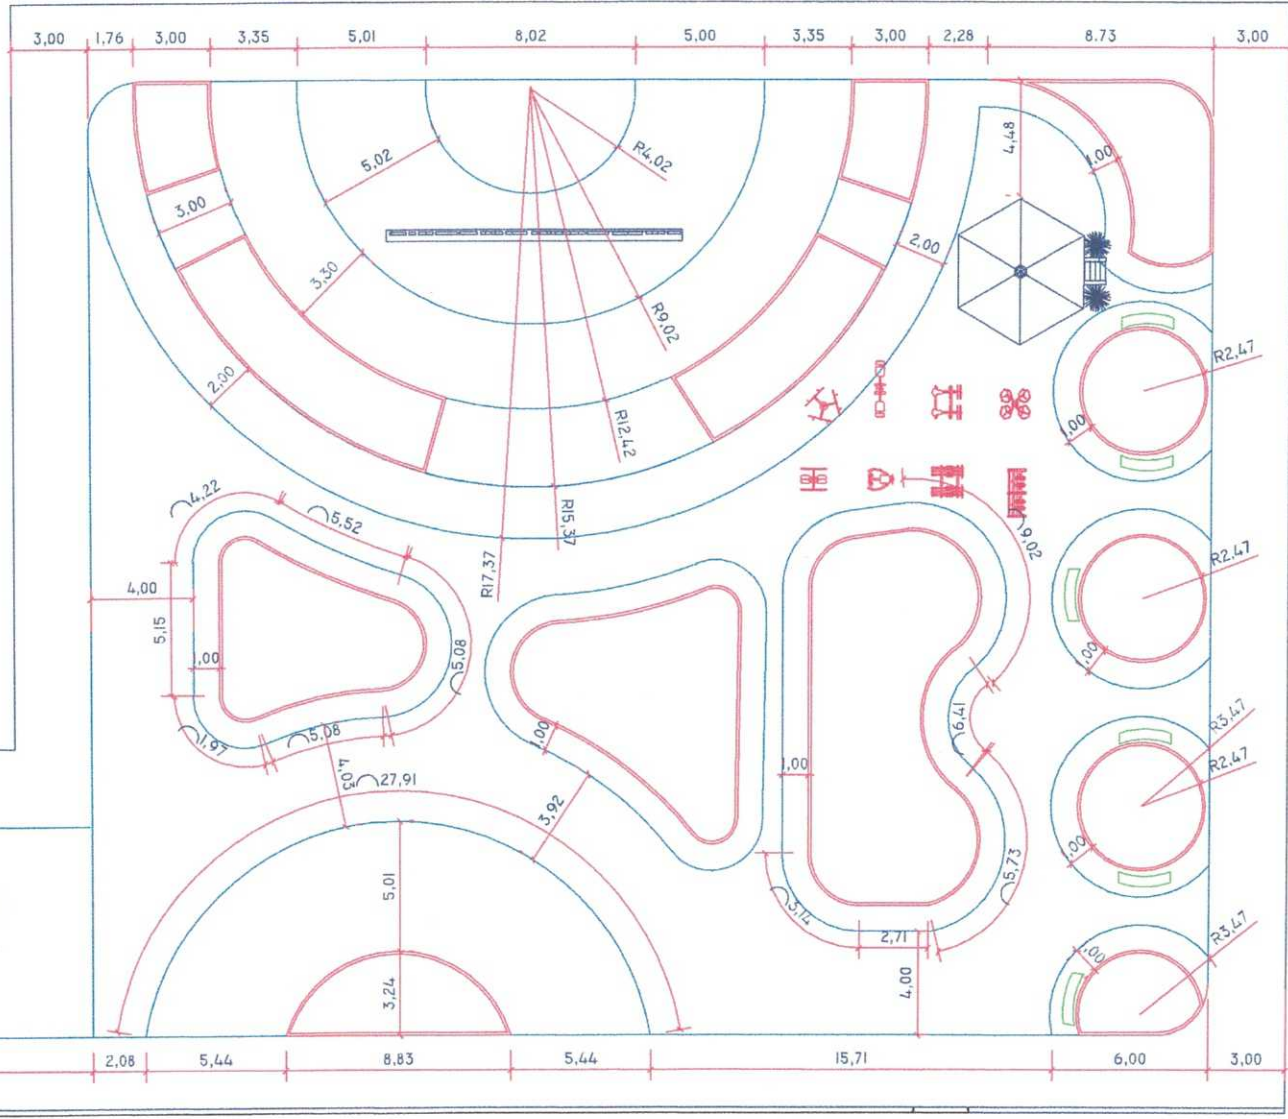 3,00 1,76 3,00 3,35 5,01 8,02 5,00 3,35 3,00 2,28 8.73 3,00
4,48
5,02
R4,02
1,00
3,00
2,00
3,30
R9,02
R2,47
2,00
R12,42
1,00
4,22
5,52
R15,37
9,02
R17,37
R2,47
4,00
5,15
1,00
5,08
1,00
R3,47
6,41
1,97
5,08
1,00
4,03
27,91
1,00
R2,47
3,92
1,00
5,01
5,73
3,14
2,71
R3,47
1,00
3,24
4,00
2,08 5,44 8,83 5,44 15,71 6,00 3,00